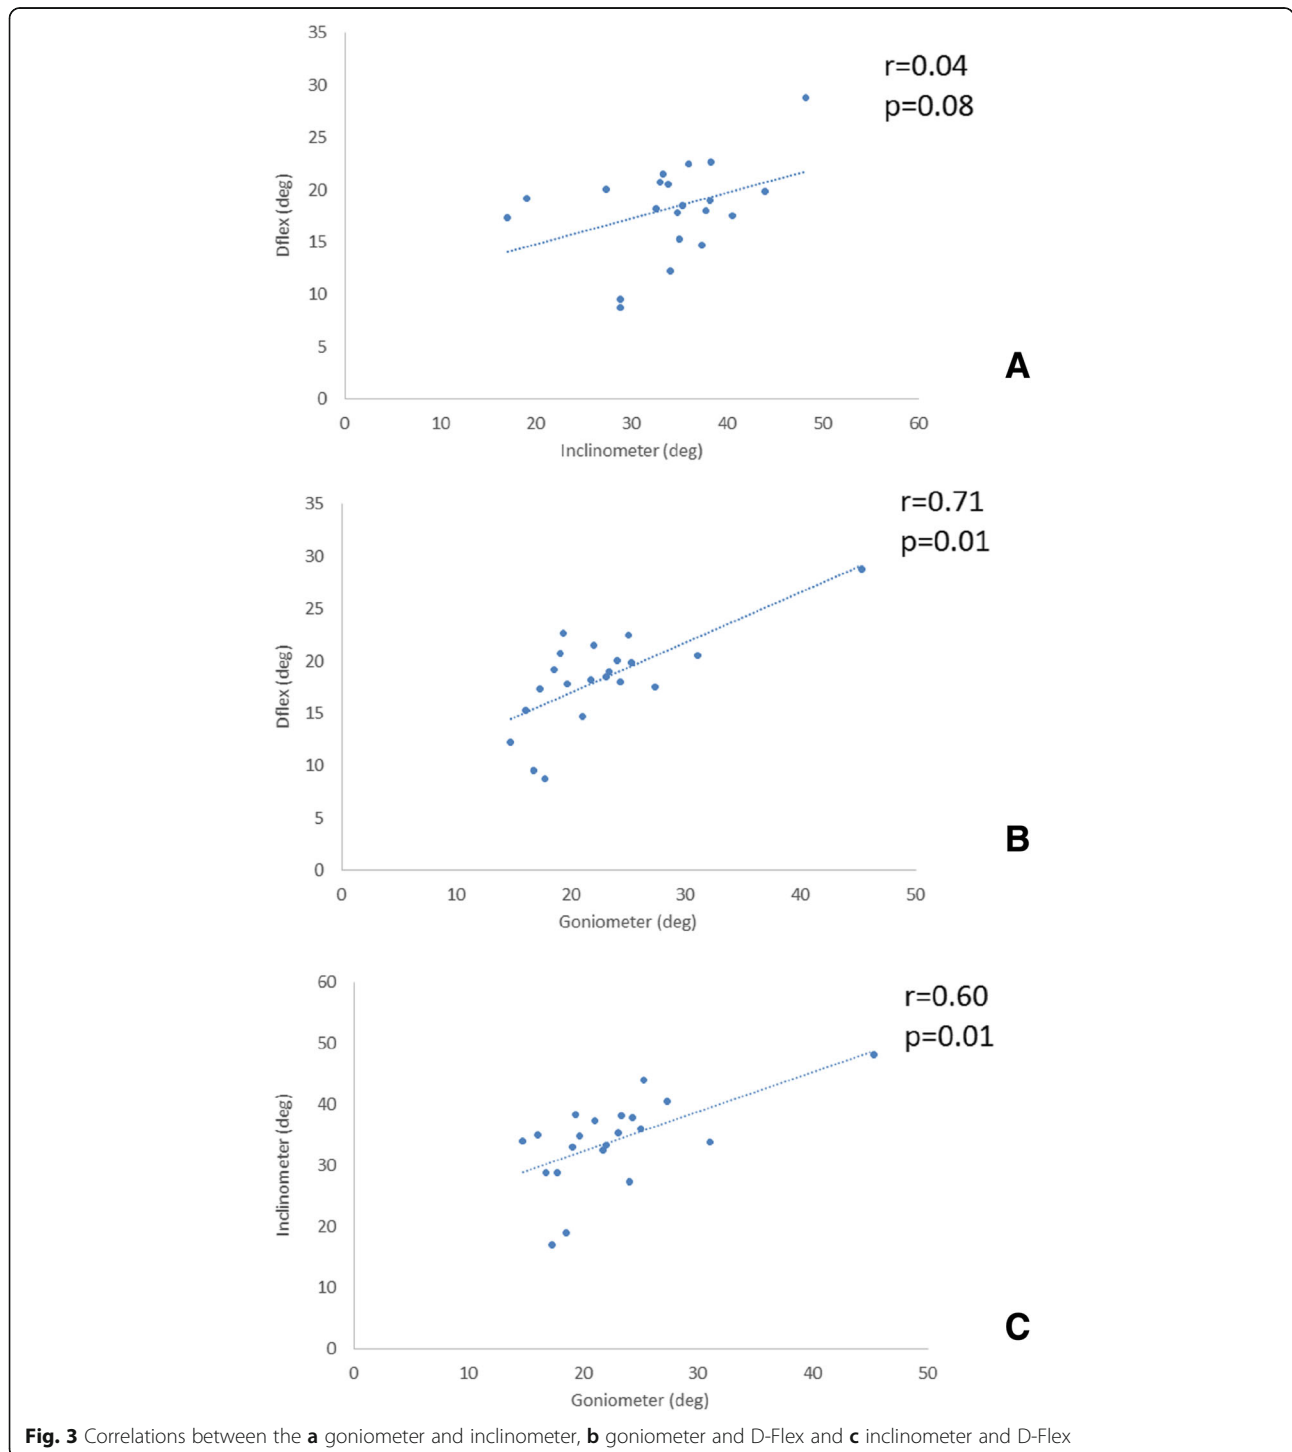 35
30
25
20
15
10
5
0
Dflex (deg)
r=0.04
p=0.08
A
0 10 20 30 40 50 60
Inclinometer (deg)
35
30
25
20
15
10
5
0
Dflex (deg)
r=0.71
p=0.01
B
0 10 20 30 40 50
Goniometer (deg)
60
50
40
30
20
10
0
Inclinometer (deg)
r=0.60
p=0.01
C
0 10 20 30 40 50
Goniometer (deg)
Fig. 3 Correlations between the a goniometer and inclinometer, b goniometer and D-Flex and c inclinometer and D-Flex